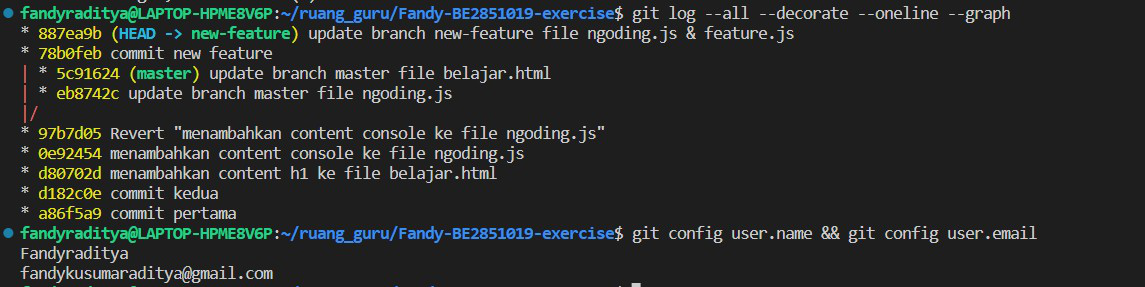 fandyraditya@LAPTOP-HPME8V6P:~/ruang_guru/Fandy-BE2851019-exercise$ git log --all --decorate --oneline --graph
* 887ea9b (HEAD -> new-feature) update branch new-feature file ngoding.js & feature.js
* 78b0feb commit new feature
| * 5c91624 (master) update branch master file belajar.html
| * eb8742c update branch master file ngoding.js
|/
* 97b7d05 Revert "menambahkan content console ke file ngoding.js"
* 0e92454 menambahkan content console ke file ngoding.js
* d80702d menambahkan content h1 ke file belajar.html
* d182c0e commit kedua
* a86f5a9 commit pertama
fandyraditya@LAPTOP-HPME8V6P:~/ruang_guru/Fandy-BE2851019-exercise$ git config user.name && git config user.email
Fandyraditya
fandykusumaraditya@gmail.com